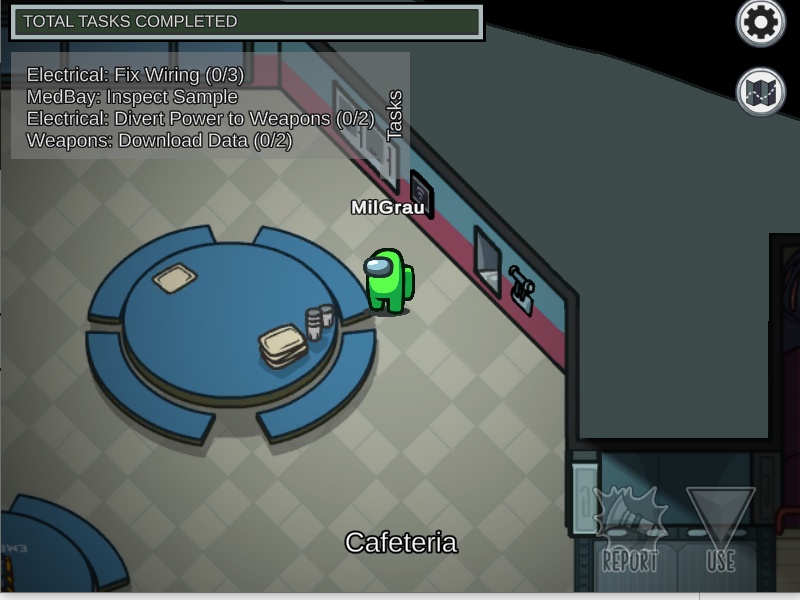 TOTAL TASKS COMPLETED
Electrical: Fix Wiring (0/3)
MedBay: Inspect Sample
Electrical: Divert Power to Weapons (0/2)
Weapons: Download Data (0/2)
Tasks
MilGrau
Cafeteria
REPORT
USE